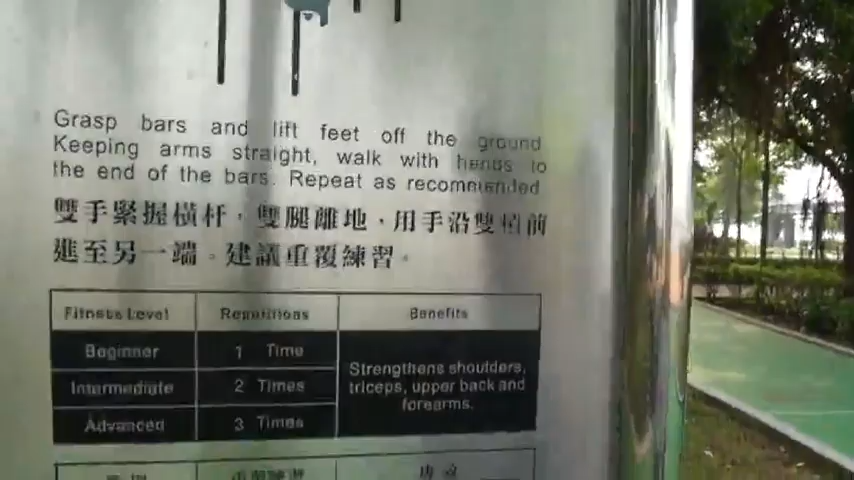 Grasp bars and lift feet off the ground
Keeping arms straight, walk with hands to
the end of the bars. Repeat as recommended
雙手緊握橫杆，雙腿離地，用手沿雙槓前
進至另一端。建議重覆練習。
Fitness Level Repetitions Benefits
Beginner 1 Time
Intermediate 2 Times
Advanced 3 Times
Strengthens shoulders,
triceps, upper back and
forearms.